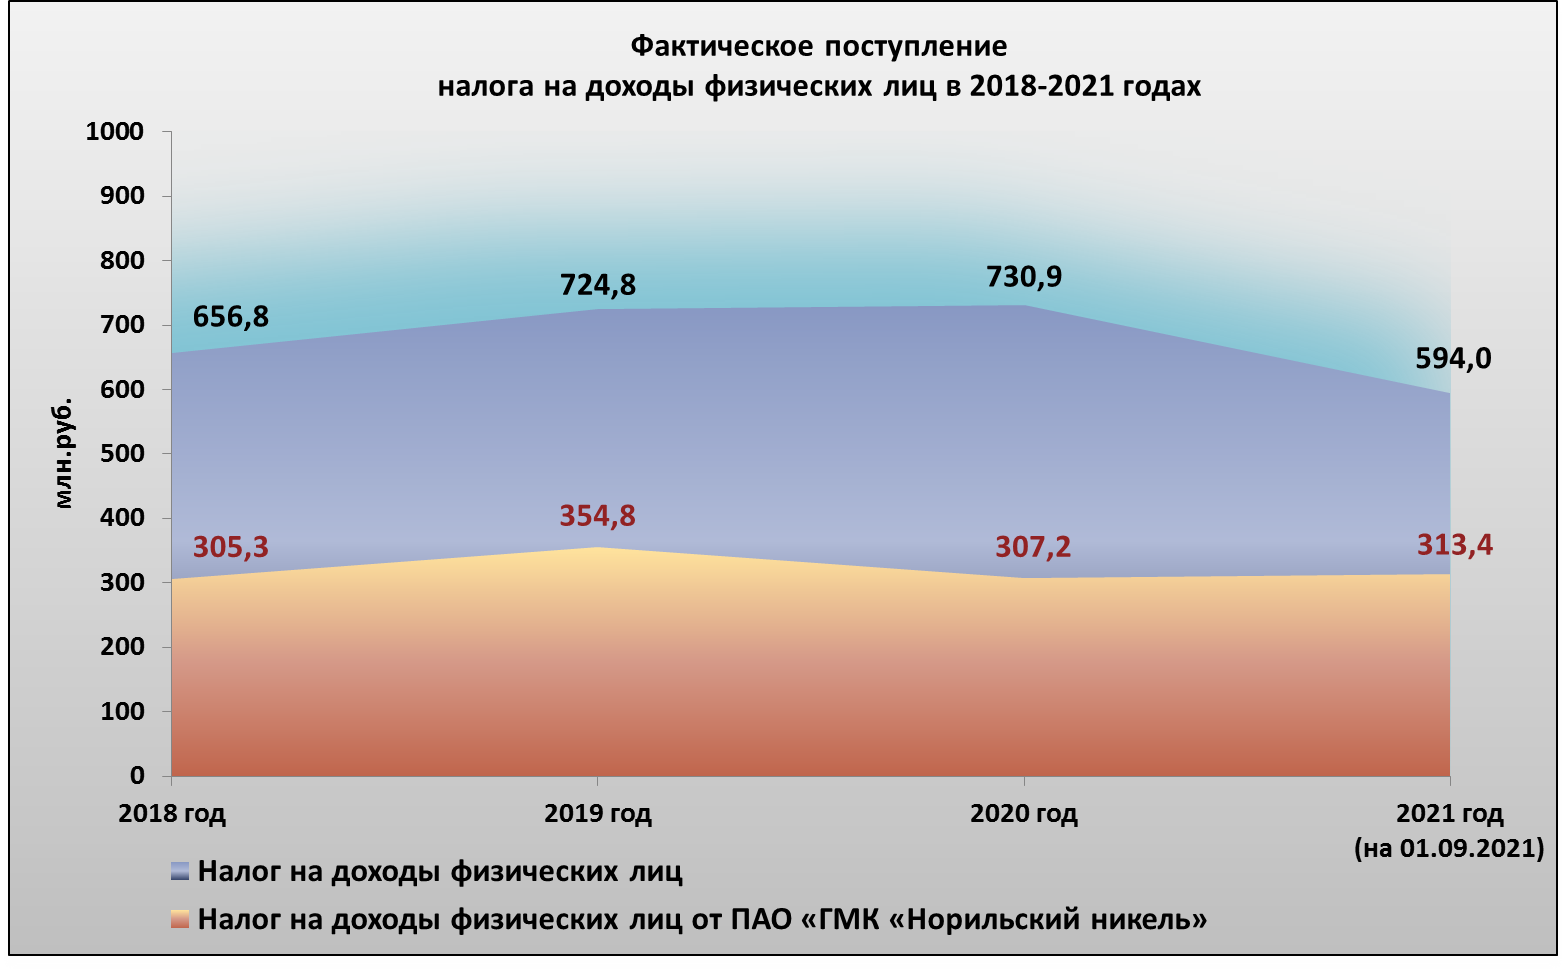 Фактическое поступление
налога на доходы физических лиц в 2018-2021 годах
1000
900
800
700
600
500
400
300
200
100
0
млн.руб.
656,8
724,8
730,9
594,0
305,3
354,8
307,2
313,4
2018 год
2019 год
2020 год
2021 год
(на 01.09.2021)
Налог на доходы физических лиц
Налог на доходы физических лиц от ПАО «ГМК «Норильский никель»